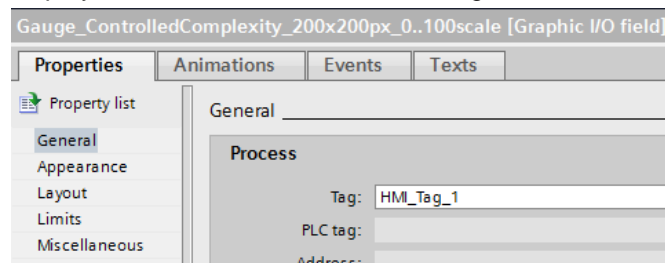 Gauge_ControlledComplexity_200x200px_0..100scale [Graphic I/O field]
Properties Animations Events Texts
Property list
General
General
Process
Appearance
Layout
Tag: HMI_Tag_1
Limits
PLC tag:
Miscellaneous
Address: